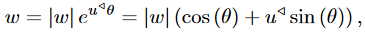 w = |w| e^{u^◃ θ} = |w| (cos (θ) + u^◃ sin (θ)) ,